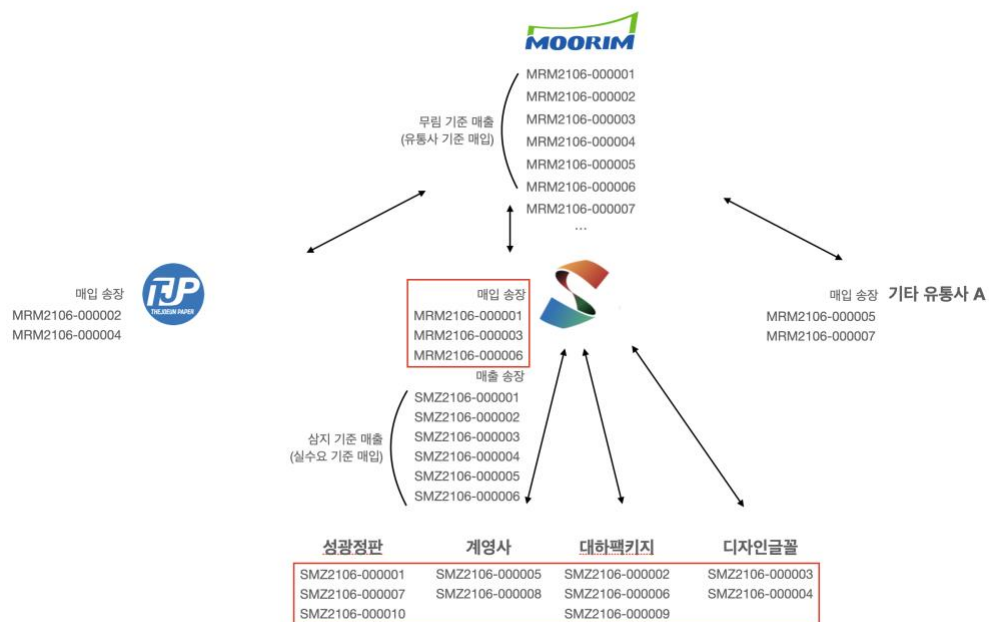 MOORIM
MRM2106-000001
MRM2106-000002
MRM2106-000003
MRM2106-000004
MRM2106-000005
MRM2106-000006
MRM2106-000007
...
무림 기준 매출
(유통사 기준 매입)
매입 송장
MRM2106-000002
MRM2106-000004
TJP
THEJOEUN PAPER
매입 송장
MRM2106-000001
MRM2106-000003
MRM2106-000006
매출 송장
SMZ2106-000001
SMZ2106-000002
SMZ2106-000003
SMZ2106-000004
SMZ2106-000005
SMZ2106-000006
삼지 기준 매출
(실수요 기준 매입)
매입 송장 기타 유통사 A
MRM2106-000005
MRM2106-000007
성광정판 계영사 대하팩키지 디자인글꼴
SMZ2106-000001 SMZ2106-000005 SMZ2106-000002 SMZ2106-000003
SMZ2106-000007 SMZ2106-000008 SMZ2106-000006 SMZ2106-000004
SMZ2106-000010 SMZ2106-000009